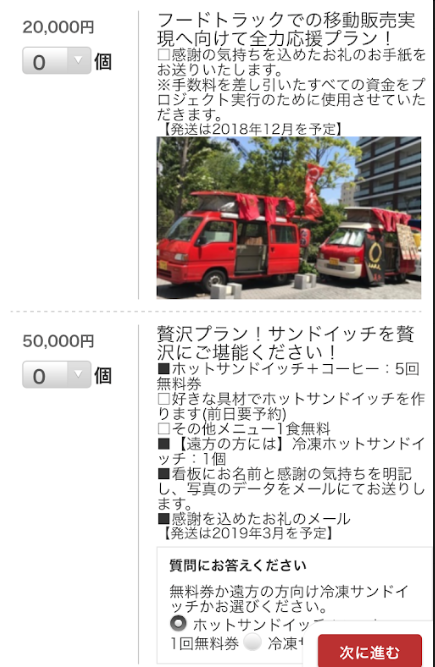 20,000円
0 個
フードトラックでの移動販売実
現へ向けて全力応援プラン！
□感謝の気持ちを込めたお礼のお手紙を
お送りいたします。
※手数料を差し引いたすべての資金をプ
ロジェクト実行のために使用させていた
だきます。
【発送は2018年12月を予定】
50,000円
0 個
贅沢プラン！サンドイッチを贅
沢にご堪能ください！
■ホットサンドイッチ＋コーヒー：5回
無料券
□好きな具材でホットサンドイッチを作
ります(前日要予約)
□その他メニュー1食無料
■【遠方の方には】冷凍ホットサンドイ
ッチ：1個
■看板にお名前と感謝の気持ちを明記
し、写真のデータをメールにてお送りし
ます。
■感謝を込めたお礼のメール
【発送は2019年3月を予定】
質問にお答えください
無料券か遠方の方向け冷凍サンドイ
ッチかお選びください。
ホットサンドイッチ
1回無料券 冷凍
次に進む